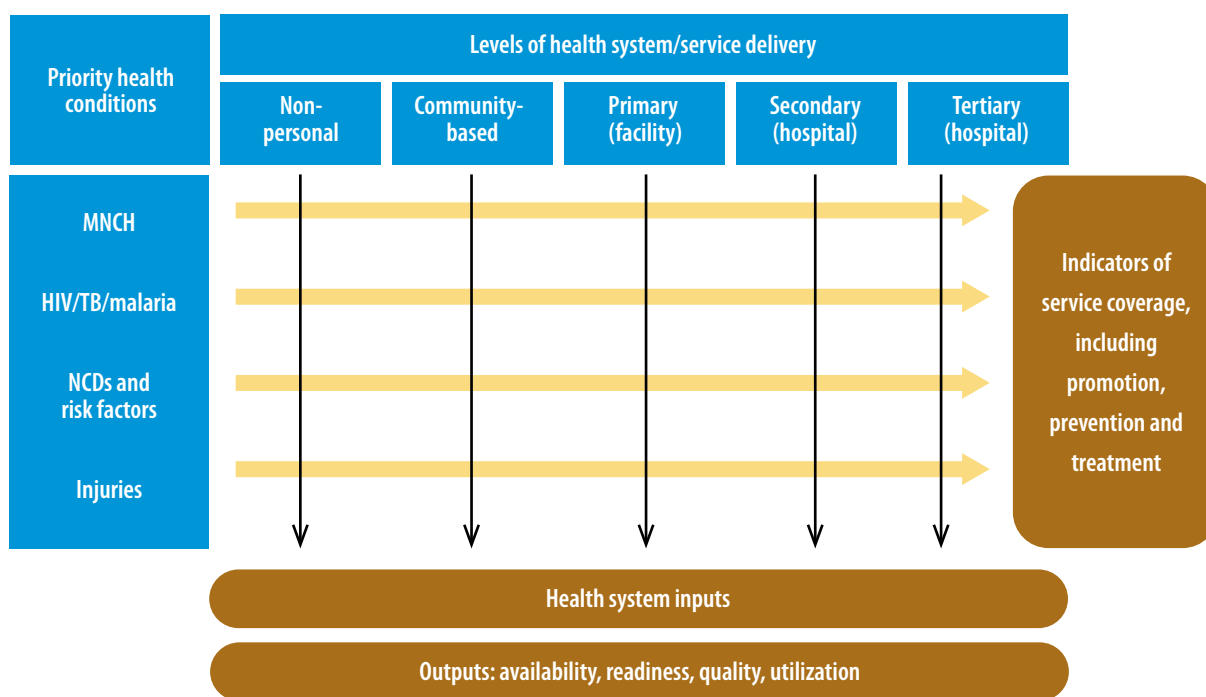 Priority health
conditions
Levels of health system/service delivery
Non-
personal
Community-
based
Primary
(facility)
Secondary
(hospital)
Tertiary
(hospital)
MNCH
HIV/TB/malaria
NCDs and
risk factors
Injuries
Indicators of
service coverage,
including
promotion,
prevention and
treatment
Health system inputs
Outputs: availability, readiness, quality, utilization